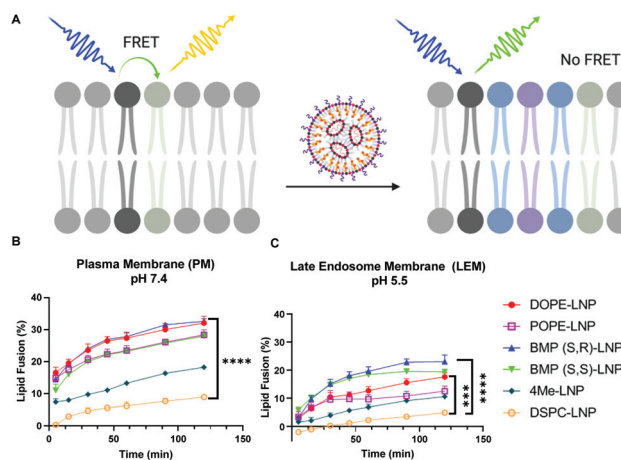 A
FRET
No FRET
B
Plasma Membrane (PM)
pH 7.4
Lipid Fusion (%)
40
30
20
10
0
0
50
100
150
Time (min)
****
C
Late Endosome Membrane (LEM)
pH 5.5
Lipid Fusion (%)
40
30
20
10
0
0
50
100
150
Time (min)
***
****
DOPE-LNP
POPE-LNP
BMP (S,R)-LNP
BMP (S,S)-LNP
4Me-LNP
DSPC-LNP